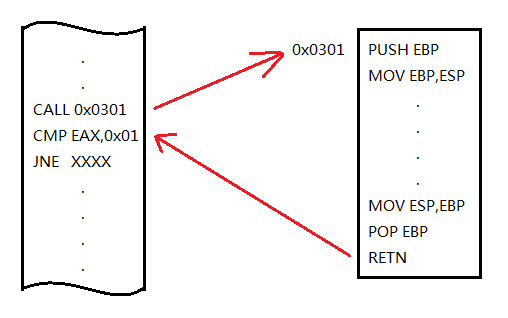 .
.
CALL 0x0301
CMP EAX,0x01
JNE XXXX
.
.
.
.
0x0301
PUSH EBP
MOV EBP,ESP
.
.
.
.
MOV ESP,EBP
POP EBP
RETN